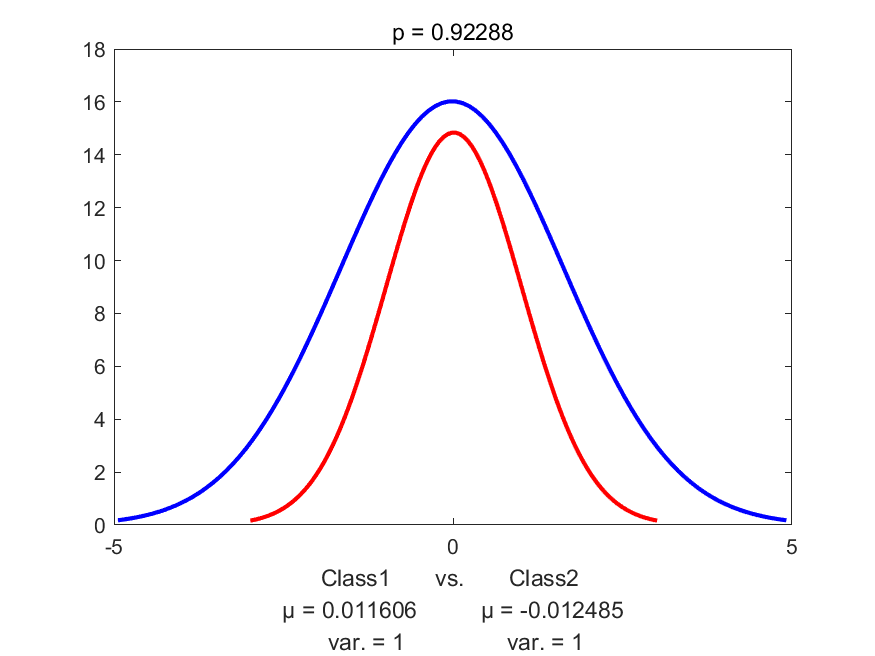 p = 0.92288
18
16
14
12
10
8
6
4
2
0
-5 0 5
Class1 vs. Class2
μ = 0.011606 μ = -0.012485
var. = 1 var. = 1